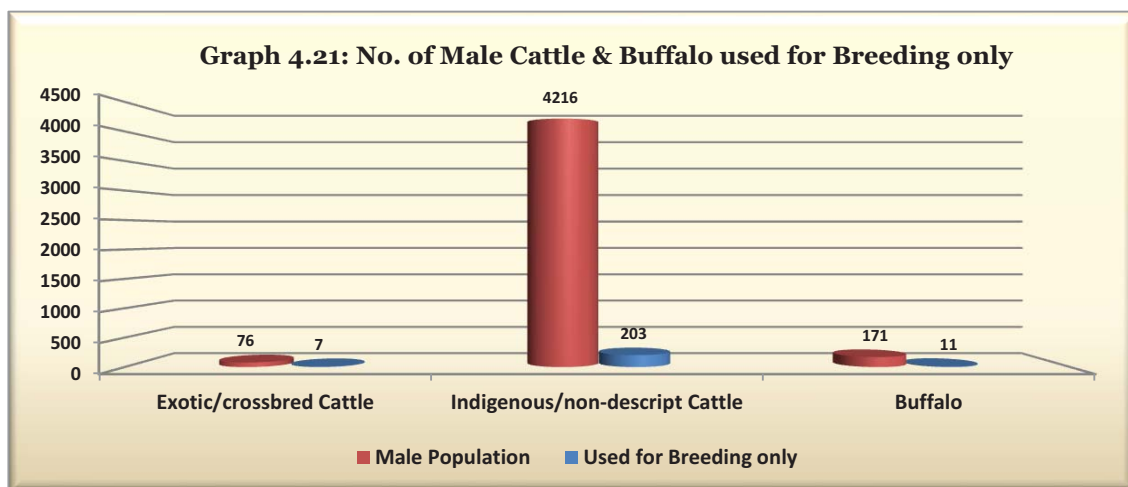 Graph 4.21: No. of Male Cattle & Buffalo used for Breeding only
4500
4000
3500
3000
2500
2000
1500
1000
500
0
4216
76
7
203
171
11
Exotic/crossbred Cattle
Indigenous/non-descript Cattle
Buffalo
Male Population
Used for Breeding only